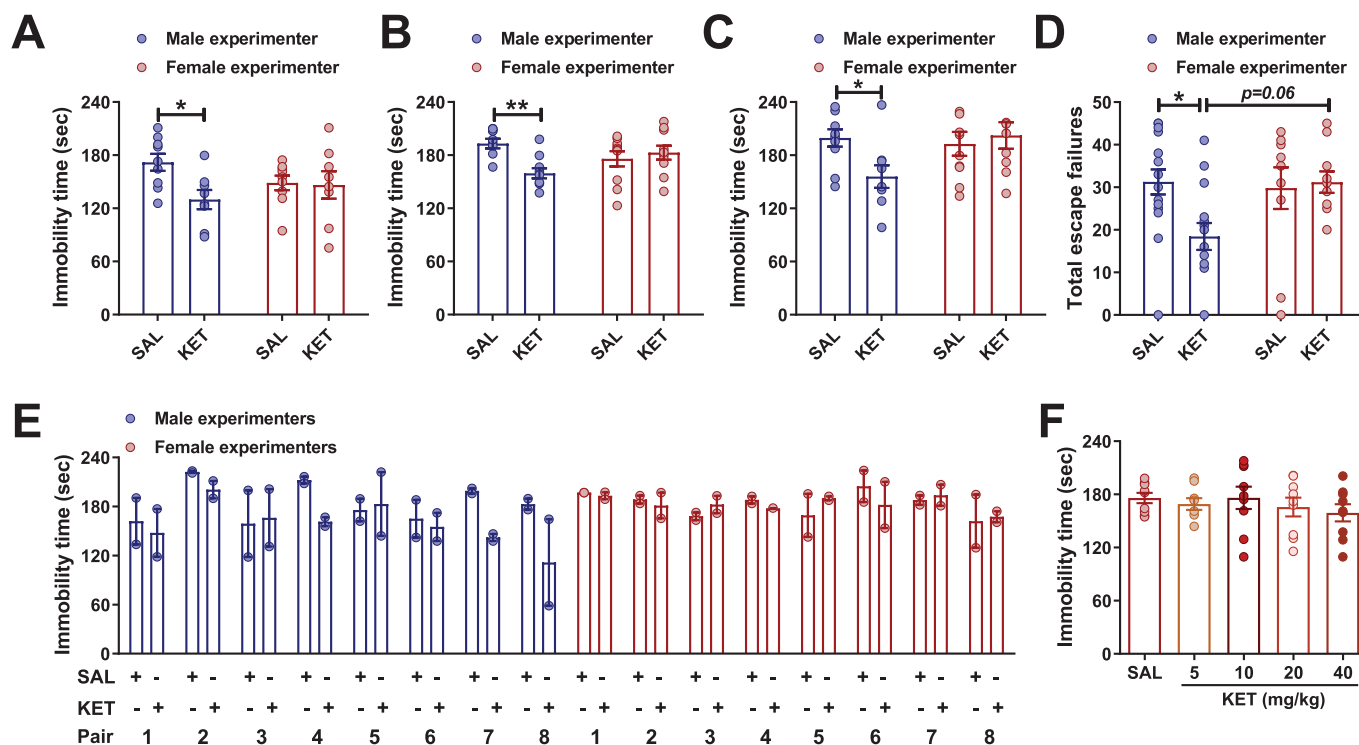 A
Male experimenter
Female experimenter
Immobility time (sec)
240
180
120
60
0
*
SAL
KET
SAL
KET
B
Male experimenter
Female experimenter
Immobility time (sec)
240
180
120
60
0
**
SAL
KET
SAL
KET
C
Male experimenter
Female experimenter
Immobility time (sec)
240
180
120
60
0
*
SAL
KET
SAL
KET
D
Male experimenter
Female experimenter
Total escape failures
50
40
30
20
10
0
*
p=0.06
SAL
KET
SAL
KET
E
Male experimenters
Female experimenters
Immobility time (sec)
240
180
120
60
0
SAL + - + - + - + - + - + - + - + - + - + - + - + - + - + - + - + -
KET - + - + - + - + - + - + - + - + - + - + - + - + - + - + - + - +
Pair 1 2 3 4 5 6 7 8 1 2 3 4 5 6 7 8
F
Immobility time (sec)
240
180
120
60
0
SAL 5 10 20 40
KET (mg/kg)